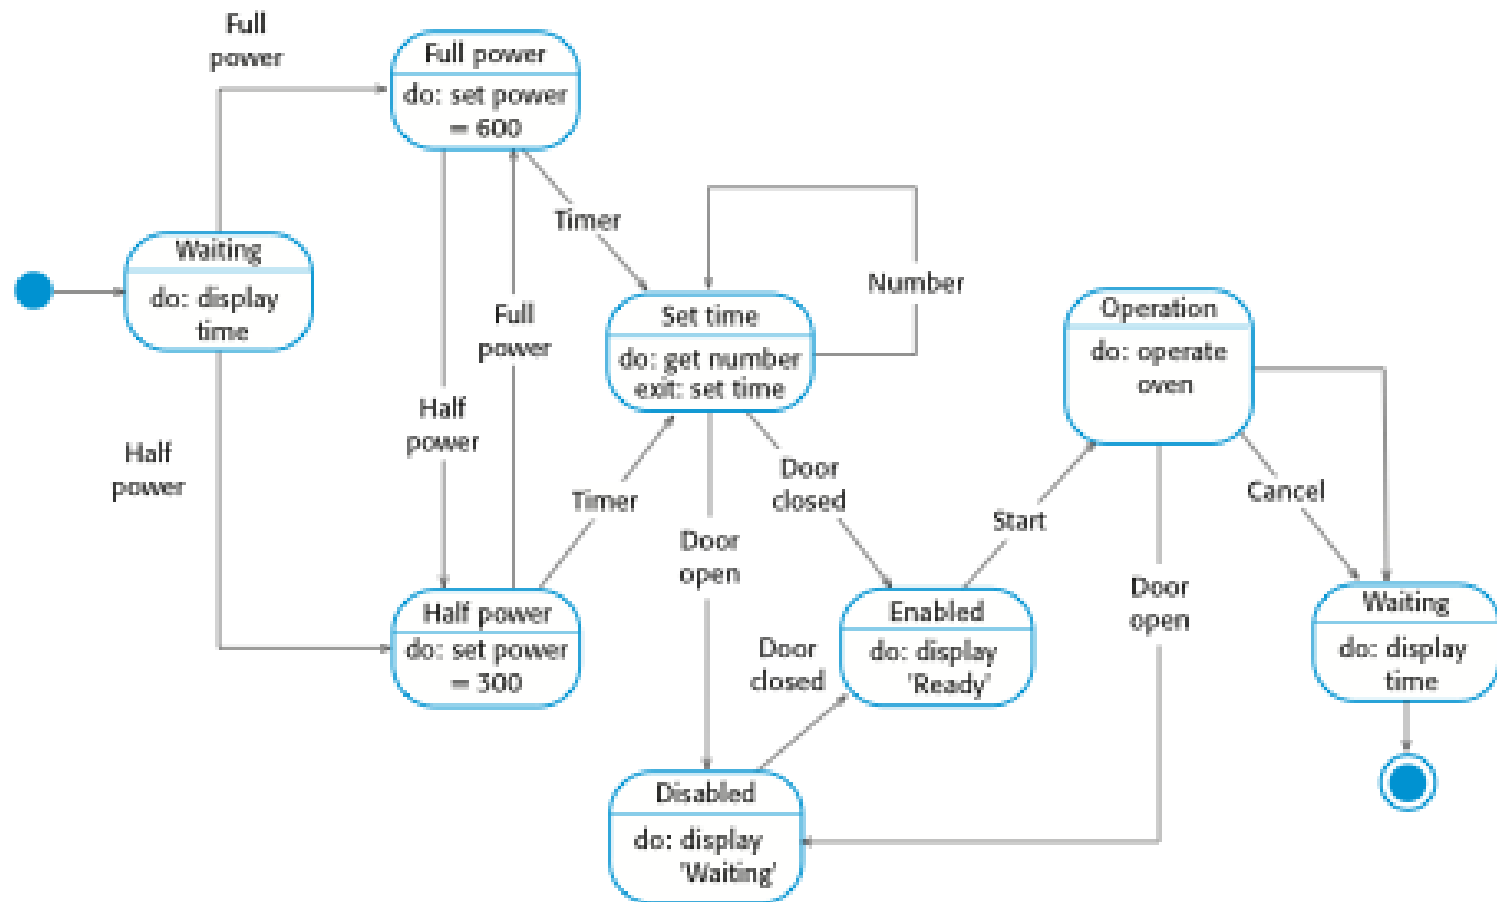 Full
power
Full power
do: set power
= 600
Timer
Waiting
do: display
time
Full
power
Number
Set time
do: get number
exit: set time
Operation
do: operate
oven
Half
power
Half
power
Timer
Door
closed
Cancel
Start
Door
open
Half power
do: set power
= 300
Door
closed
Enabled
do: display
'Ready'
Door
open
Waiting
do: display
time
Disabled
do: display
'Waiting'